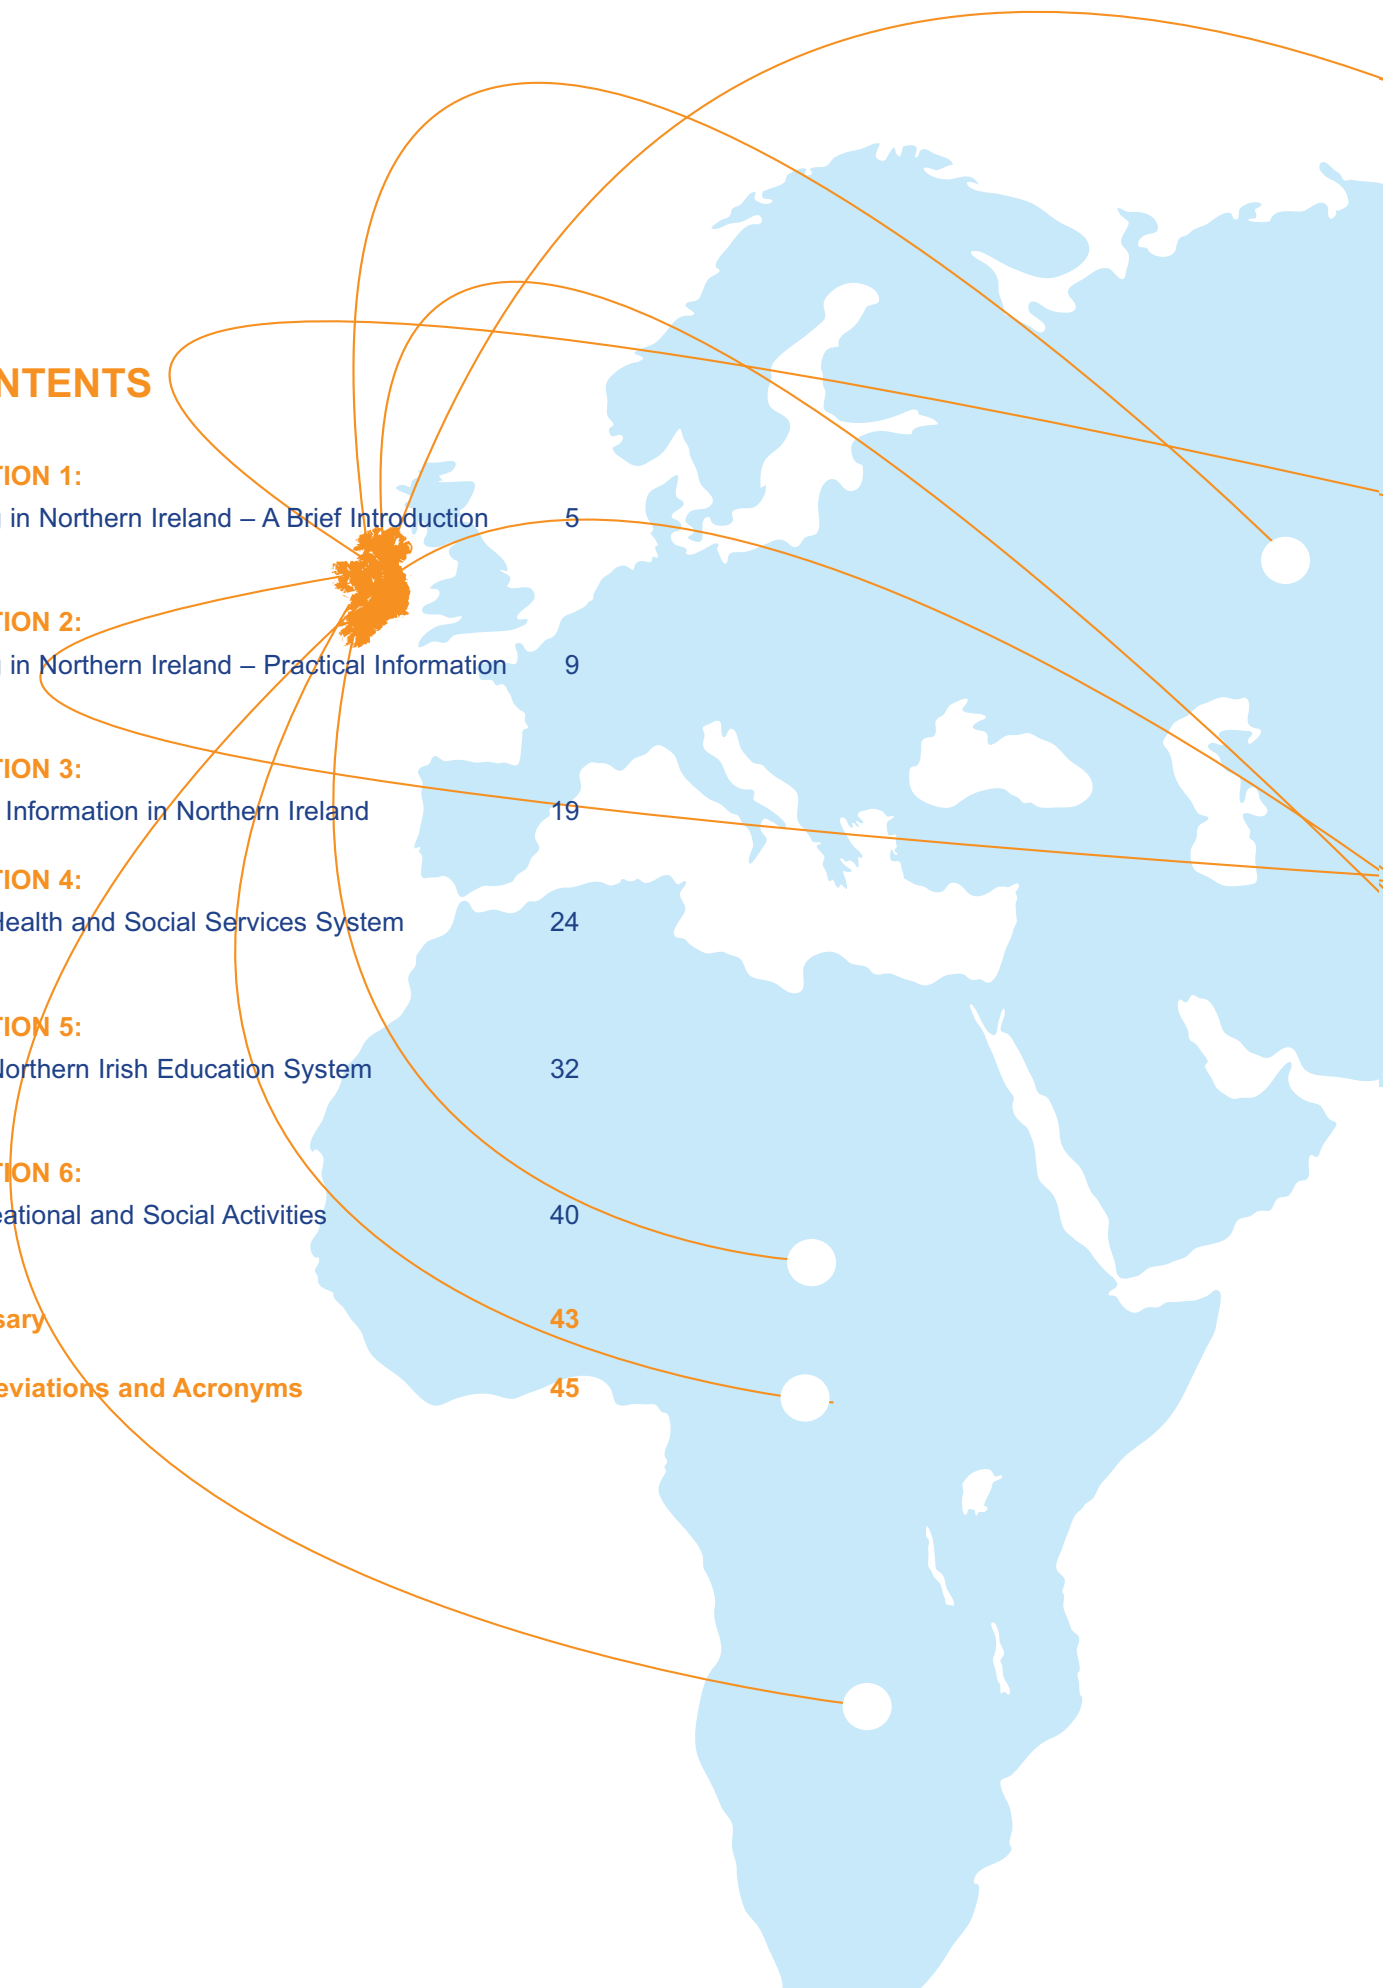 NTENTS
TION 1:
g in Northern Ireland – A Brief Introduction 5
TION 2:
g in Northern Ireland – Practical Information 9
TION 3:
Information in Northern Ireland 19
TION 4:
Health and Social Services System 24
TION 5:
Northern Irish Education System 32
TION 6:
eational and Social Activities 40
sary 43
eviations and Acronyms 45